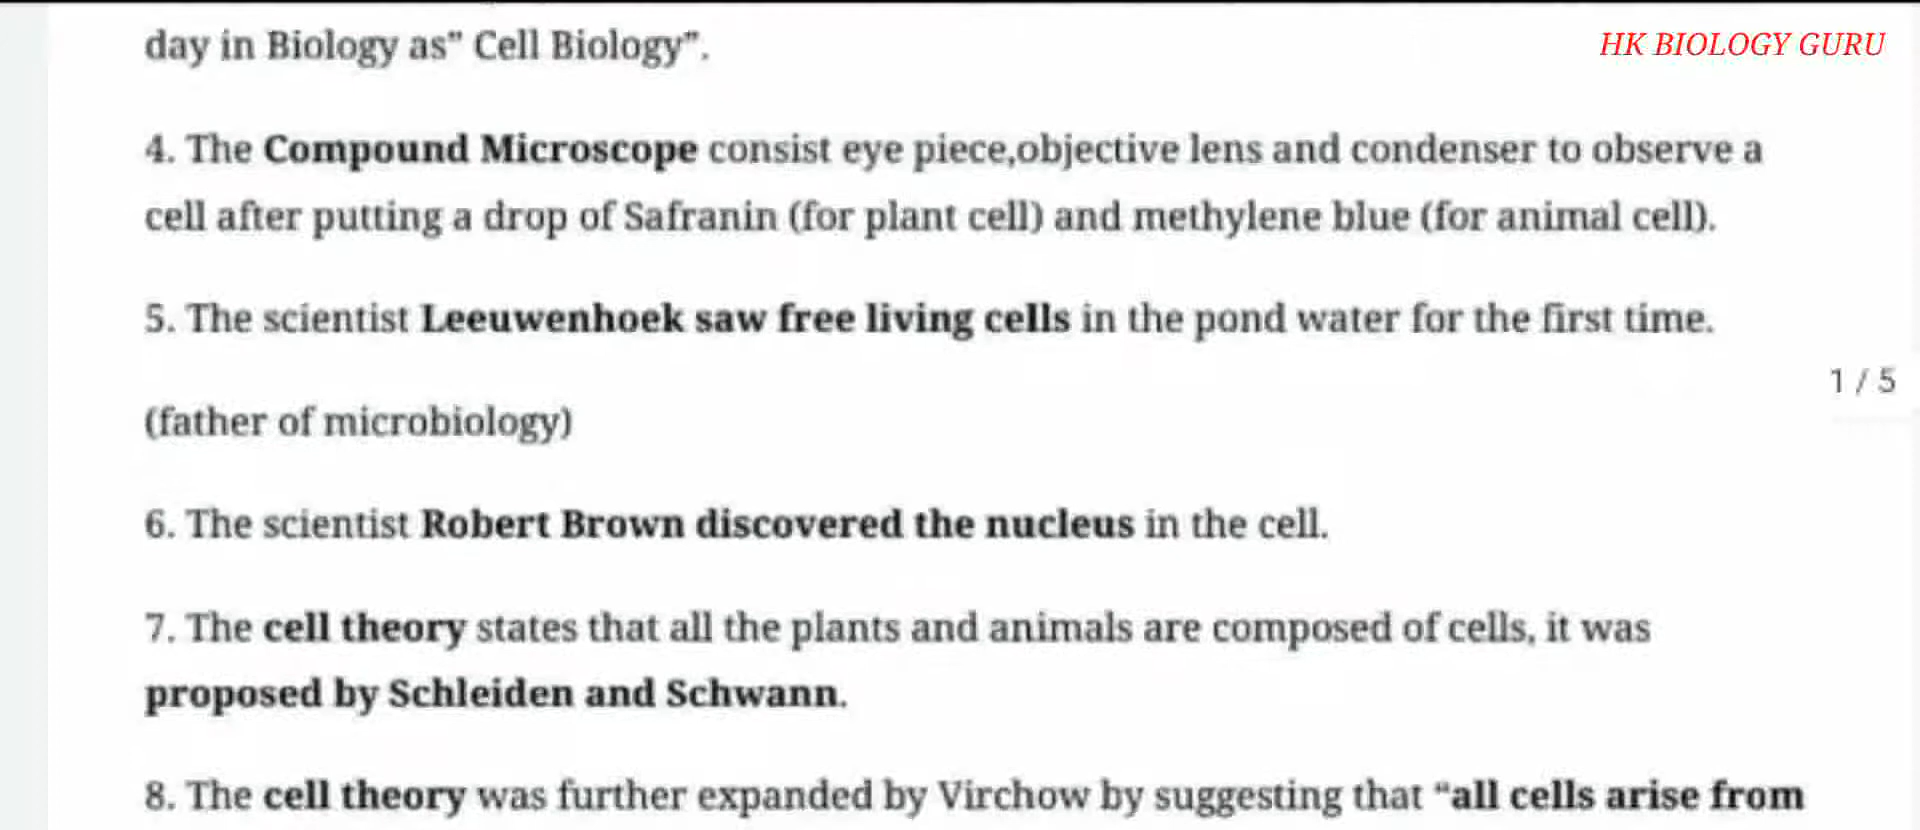 day in Biology as” Cell Biology”.
HK BIOLOGY GURU
4. The Compound Microscope consist eye piece,objective lens and condenser to observe a
cell after putting a drop of Safranin (for plant cell) and methylene blue (for animal cell).
5. The scientist Leeuwenhoek saw free living cells in the pond water for the first time.
1 / 5
(father of microbiology)
6. The scientist Robert Brown discovered the nucleus in the cell.
7. The cell theory states that all the plants and animals are composed of cells, it was
proposed by Schleiden and Schwann.
8. The cell theory was further expanded by Virchow by suggesting that “all cells arise from